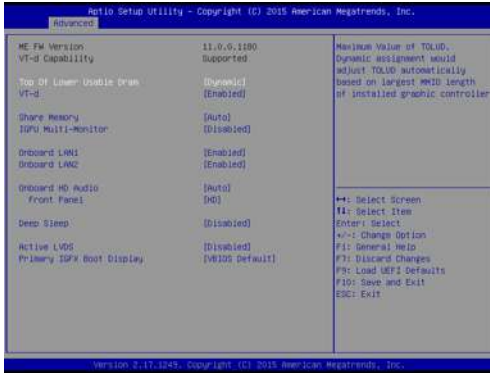 Aptio Setup Utility - Copyright (C) 2015 American Megatrends, Inc.
Advanced
ME FW Version 11.0.0.1180
VT-d Capability Supported
Top Of Lower Usable Dram [Dynamic]
VT-d [Enabled]
Share Memory [Auto]
IGPU Multi-Monitor [Disabled]
Onboard LAN1 [Enabled]
Onboard LAN2 [Enabled]
Onboard HD Audio [Auto]
Front Panel [HD]
Deep Sleep [Disabled]
Active LVDS [Disabled]
Primary IGFX Boot Display [VBIOS Default]
Maximum Value of TOLUD.
Dynamic assignment would
adjust TOLUD automatically
based on largest MMIO length
of installed graphic controller
↔: Select Screen
↑↓: Select Item
Enter: Select
+/-: Change Option
F1: General Help
F7: Discard Changes
F9: Load UEFI Defaults
F10: Save and Exit
ESC: Exit
Version 2.17.1249. Copyright (C) 2015 American Megatrends, Inc.